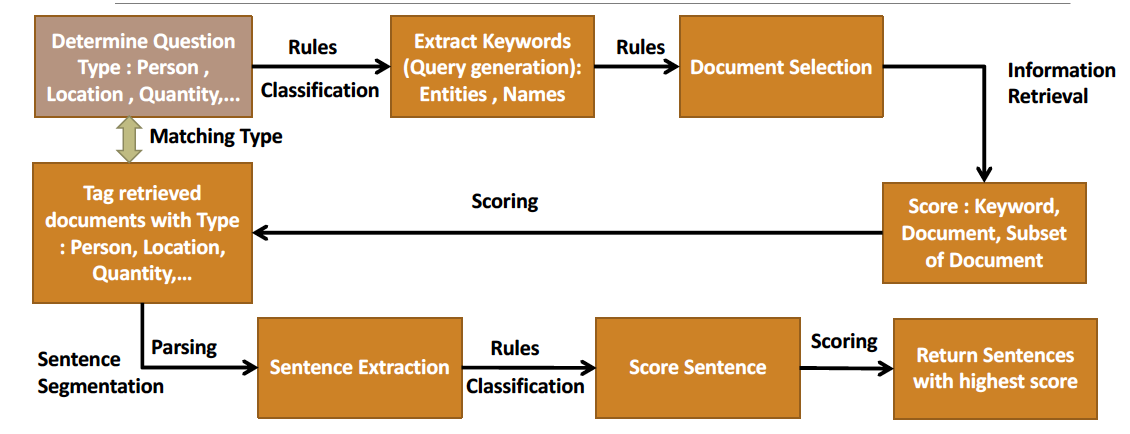 Determine Question
Type : Person ,
Location , Quantity,...
Rules
Classification
Extract Keywords
(Query generation):
Entities , Names
Rules
Document Selection
Information
Retrieval
Matching Type
Tag retrieved
documents with Type
: Person, Location,
Quantity,...
Scoring
Score : Keyword,
Document, Subset
of Document
Sentence
Segmentation
Parsing
Sentence Extraction
Rules
Classification
Score Sentence
Scoring
Return Sentences
with highest score